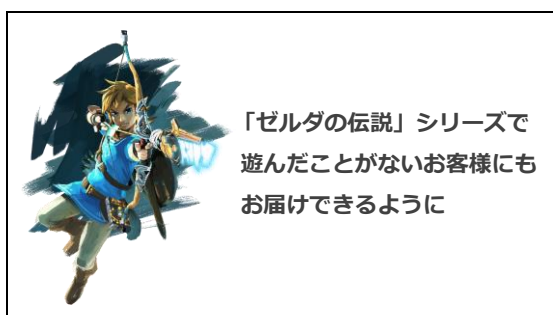 「ゼルダの伝説」シリーズで
遊んだことがないお客様にも
お届けできるように